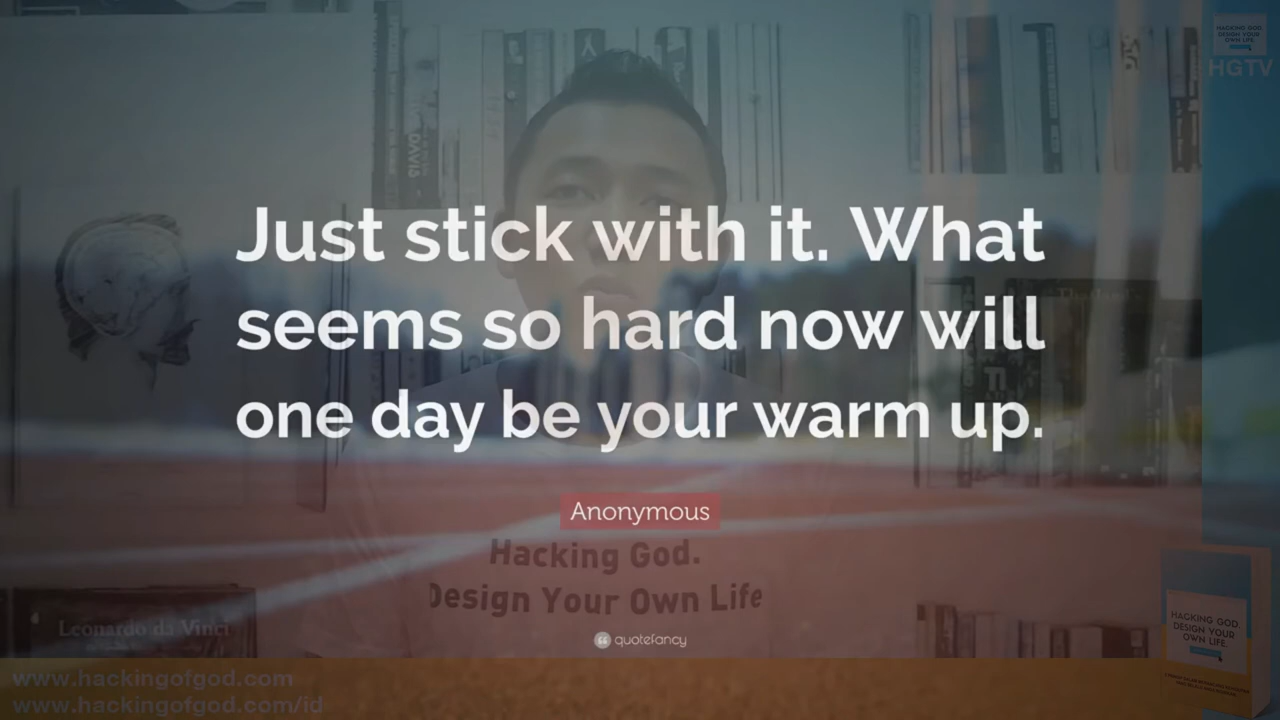 HACKING GOD.
DESIGN YOUR
OWN LIFE.
HGTV
DAVIS
Just stick with it. What
seems so hard now will
one day be your warm up.
Anonymous
Hacking God.
Design Your Own Life
Leonardo da Vinci
quotefancy
HACKING GOD.
DESIGN YOUR
OWN LIFE.
www.hackingofgod.com
www.hackingofgod.com/id